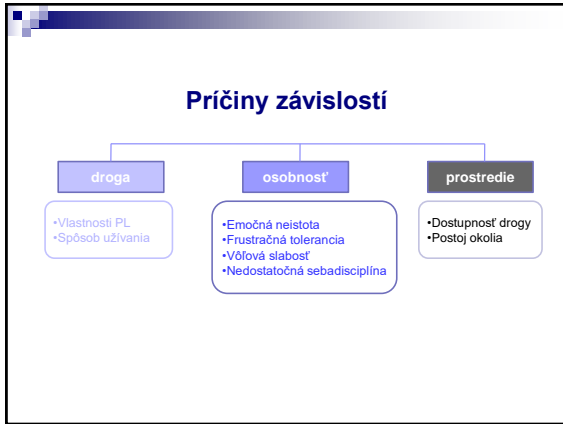 Príčiny závislostí
droga
•Vlastnosti PL
•Spôsob užívania
osobnosť
•Emočná neistota
•Frustračná tolerancia
•Vôľová slabosť
•Nedostatočná sebadisciplína
prostredie
•Dostupnosť drogy
•Postoj okolia